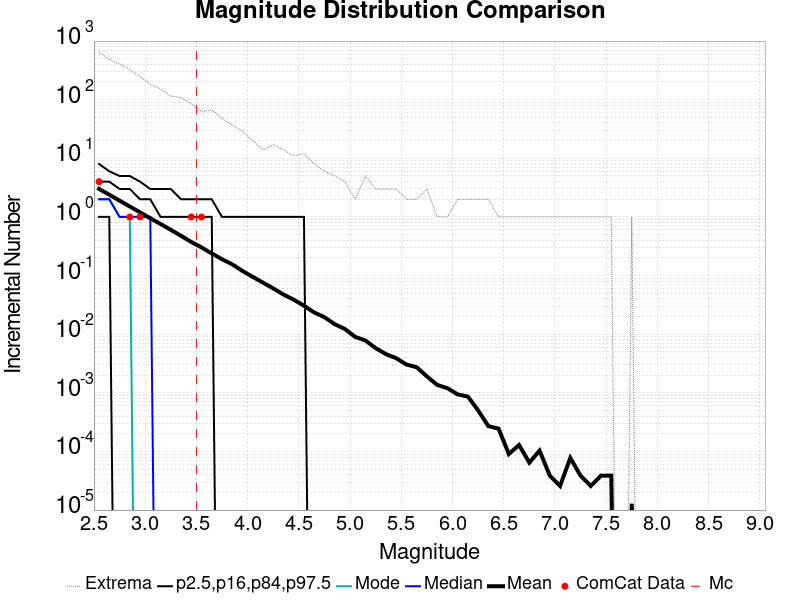 Magnitude Distribution Comparison
10^3
10^2
10^1
10^0
10^-1
10^-2
10^-3
10^-4
10^-5
Incremental Number
2.5 3.0 3.5 4.0 4.5 5.0 5.5 6.0 6.5 7.0 7.5 8.0 8.5 9.0
Magnitude
Extrema p2.5,p16,p84,p97.5 Mode Median Mean ComCat Data Mc